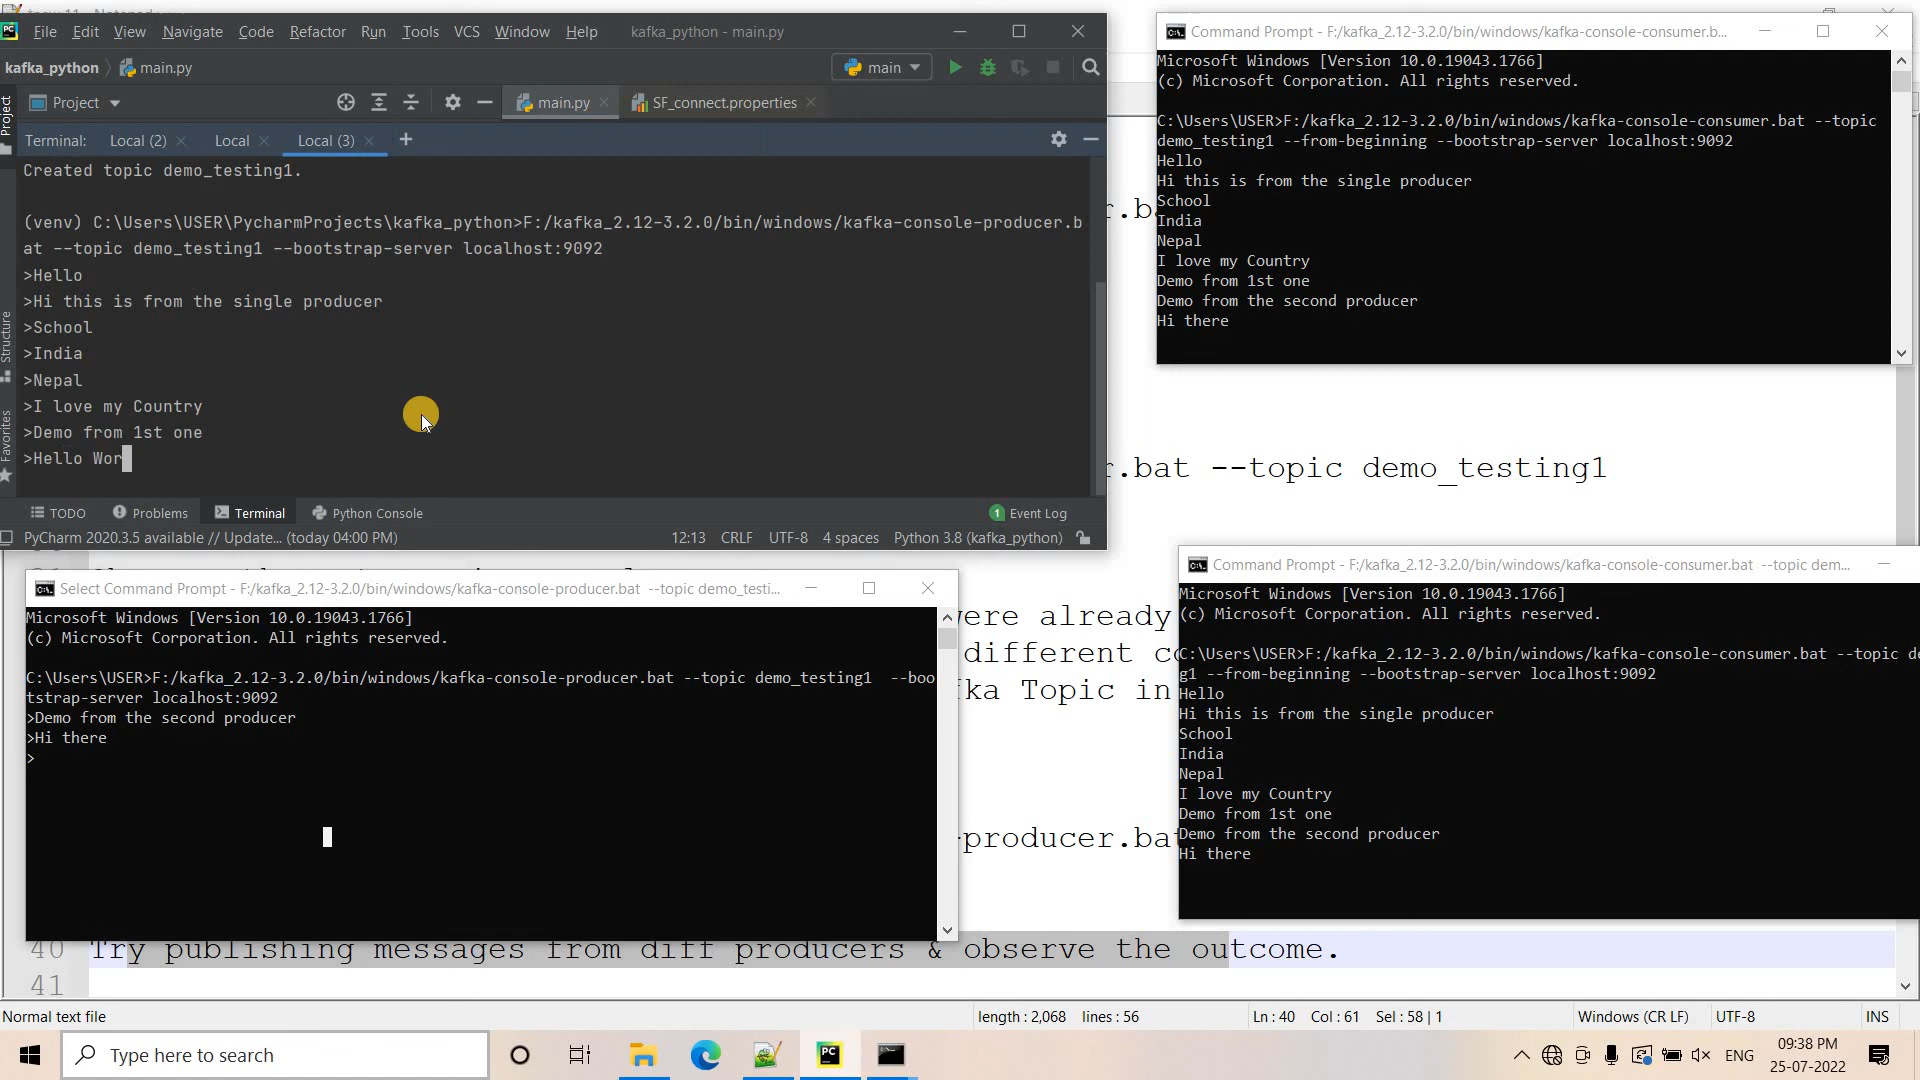 File Edit View Navigate Code Refactor Run Tools VCS Window Help kafka_python - main.py
kafka_python main.py main
Project main.py SF_connect.properties
Project
Structure
Favorites
Terminal: Local (2) Local Local (3) +
Created topic demo_testing1.
(venv) C:\Users\USER\PycharmProjects\kafka_python>F:/kafka_2.12-3.2.0/bin/windows/kafka-console-producer.b
at --topic demo_testing1 --bootstrap-server localhost:9092
>Hello
>Hi this is from the single producer
>School
>India
>Nepal
>I love my Country
>Demo from 1st one
>Hello Wor
TODO Problems Terminal Python Console 1 Event Log
PyCharm 2020.3.5 available // Update... (today 04:00 PM) 12:13 CRLF UTF-8 4 spaces Python 3.8 (kafka_python)
Command Prompt - F:/kafka_2.12-3.2.0/bin/windows/kafka-console-consumer.b...
Microsoft Windows [Version 10.0.19043.1766]
(c) Microsoft Corporation. All rights reserved.
C:\Users\USER>F:/kafka_2.12-3.2.0/bin/windows/kafka-console-consumer.bat --topic
demo_testing1 --from-beginning --bootstrap-server localhost:9092
Hello
Hi this is from the single producer
School
India
Nepal
I love my Country
Demo from 1st one
Demo from the second producer
Hi there
r.bat --topic demo_testing1
Select Command Prompt - F:/kafka_2.12-3.2.0/bin/windows/kafka-console-producer.bat --topic demo_testi...
Microsoft Windows [Version 10.0.19043.1766]
(c) Microsoft Corporation. All rights reserved.
C:\Users\USER>F:/kafka_2.12-3.2.0/bin/windows/kafka-console-producer.bat --topic demo_testing1 --boo
tstrap-server localhost:9092
>Demo from the second producer
>Hi there
>
were already
different c
fka Topic in
-producer.bat
Command Prompt - F:/kafka_2.12-3.2.0/bin/windows/kafka-console-consumer.bat --topic dem...
Microsoft Windows [Version 10.0.19043.1766]
(c) Microsoft Corporation. All rights reserved.
C:\Users\USER>F:/kafka_2.12-3.2.0/bin/windows/kafka-console-consumer.bat --topic de
g1 --from-beginning --bootstrap-server localhost:9092
Hello
Hi this is from the single producer
School
India
Nepal
I love my Country
Demo from 1st one
Demo from the second producer
Hi there
40 Try publishing messages from diff producers & observe the outcome.
41
Normal text file length : 2,068 lines : 56 Ln : 40 Col : 61 Sel : 58 | 1 Windows (CR LF) UTF-8 INS
Type here to search ENG 09:38 PM
25-07-2022